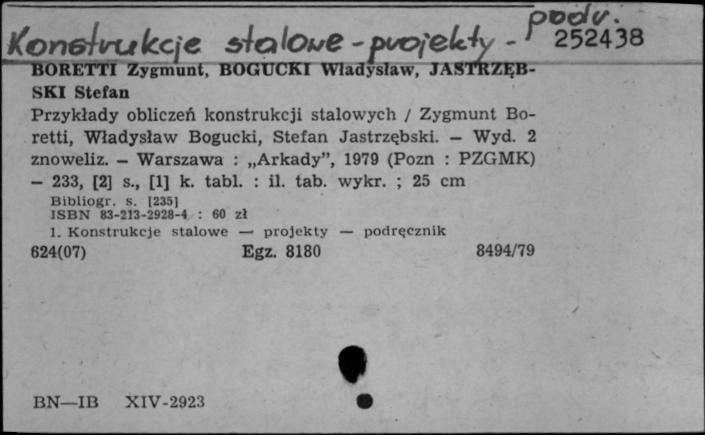 podr.
Konstrukcje stalowe - projekty - 252438
BORETTI Zygmunt, BOGUCKI Władysław, JASTRZĘB-
SKI Stefan
Przykłady obliczeń konstrukcji stalowych / Zygmunt Bo-
retti, Władysław Bogucki, Stefan Jastrzębski. — Wyd. 2
znoweliz. — Warszawa : „Arkady”, 1979 (Pozn : PZGMK)
— 233, [2] s., [1] k. tabl. : il. tab. wykr. ; 25 cm
Bibliogr. s. [235]
ISBN 83-213-2928-4 : 60 zł
1. Konstrukcje stalowe — projekty — podręcznik
624(07) Egz. 8180 8494/79
BN—IB XIV-2923